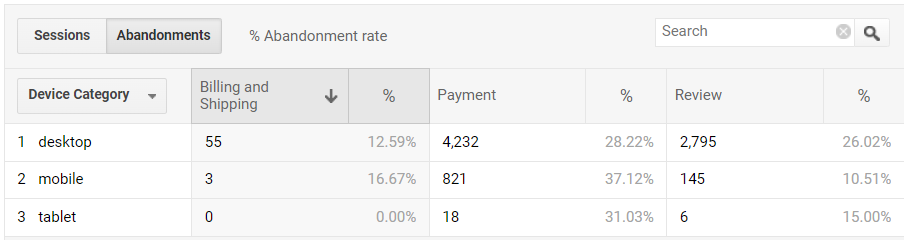 Sessions Abandonments % Abandonment rate Search
Device Category Billing and Shipping % Payment % Review %
1 desktop 55 12.59% 4,232 28.22% 2,795 26.02%
2 mobile 3 16.67% 821 37.12% 145 10.51%
3 tablet 0 0.00% 18 31.03% 6 15.00%